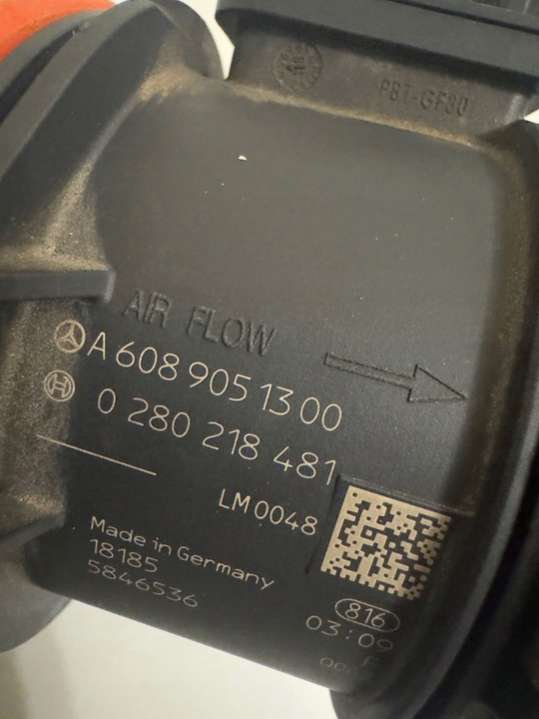 PBT-GF30
AIR FLOW
A 608 905 13 00
0 280 218 481
LM0048
Made in Germany
18185
5846536
816
03:09